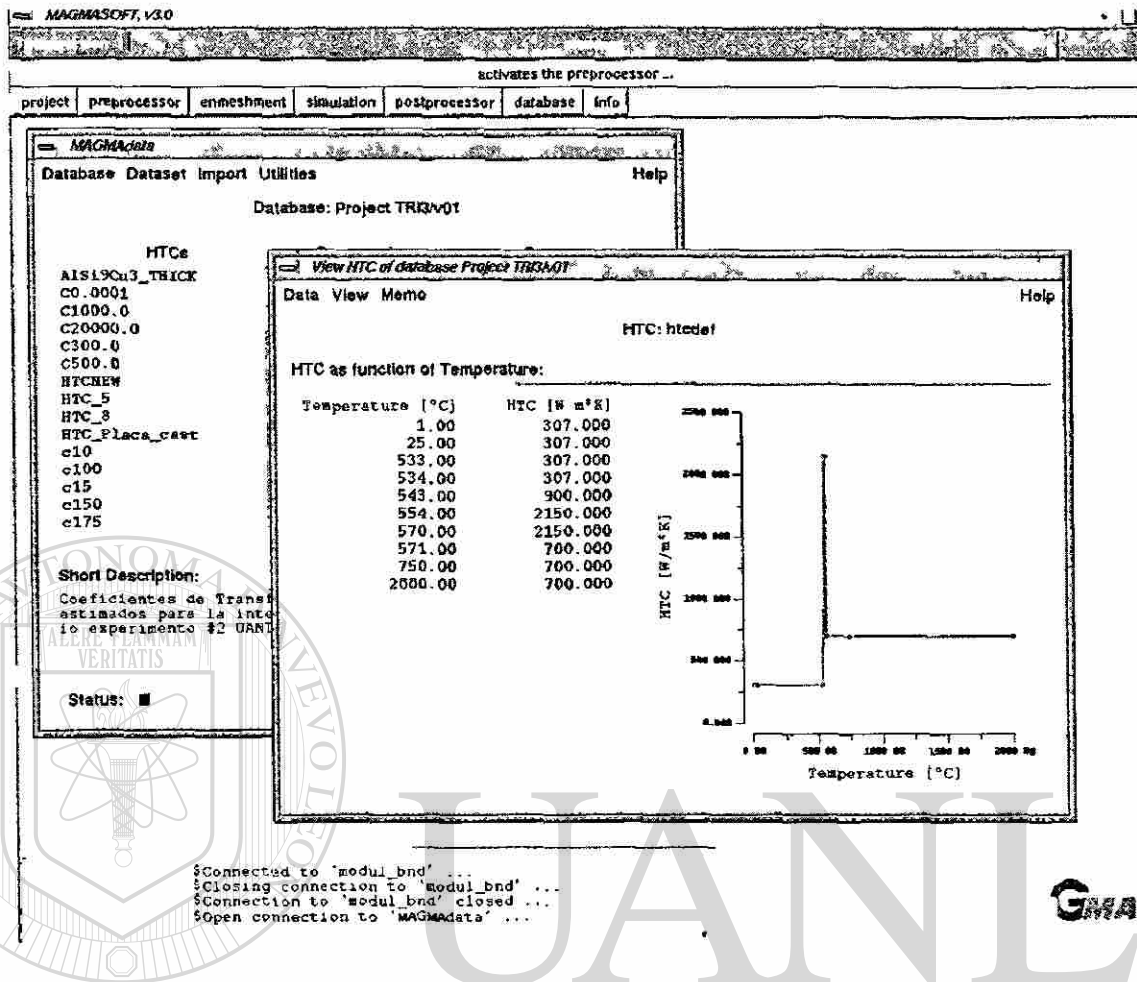 MAGMASOFT, v3.0
activates the preprocessor ...
project preprocessor enmeshment simulation postprocessor database info
MAGMAdata
Database Dataset Import Utilities Help
Database: Project TRI3/v01
HTCs
AlSi9Cu3_THICK
C0.0001
C1000.0
C20000.0
C300.0
C500.0
HTCNEW
HTC_5
HTC_8
HTC_Placa_cast
c10
c100
c15
c150
c175
Short Description:
Coeficientes de Transf
estimados para la inte
io experimento #2 UANL
Status:
View HTC of database Project TRI3/v01
Data View Memo Help
HTC: htcdef
HTC as function of Temperature:
Temperature [°C] HTC [W m²K]
1.00 307.000
25.00 307.000
533.00 307.000
534.00 307.000
543.00 900.000
554.00 2150.000
570.00 2150.000
571.00 700.000
750.00 700.000
2000.00 700.000
HTC [W/m²K]
Temperature [°C]
$Connected to 'modul_bnd' ...
$Closing connection to 'modul_bnd' ...
$Connection to 'modul_bnd' closed ...
$Open connection to 'MAGMAdata' ...
GMA
ALERE FLAMMAM
VERITATIS
UANL